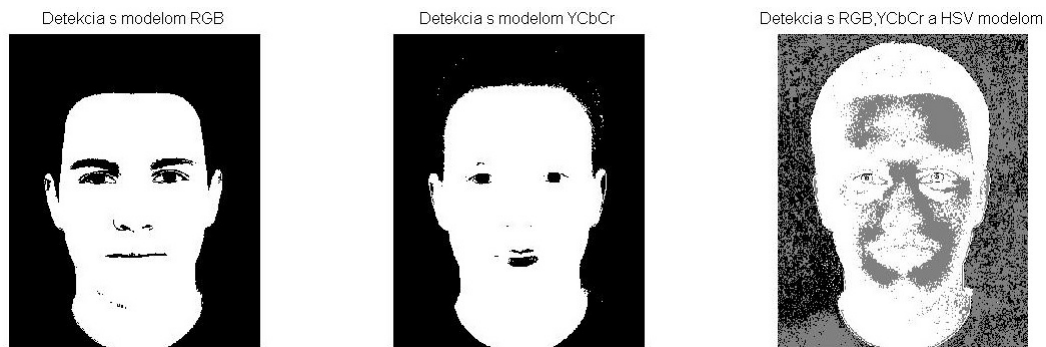 Detekcia s modelom RGB
Detekcia s modelom YCbCr
Detekcia s RGB,YCbCr a HSV modelom